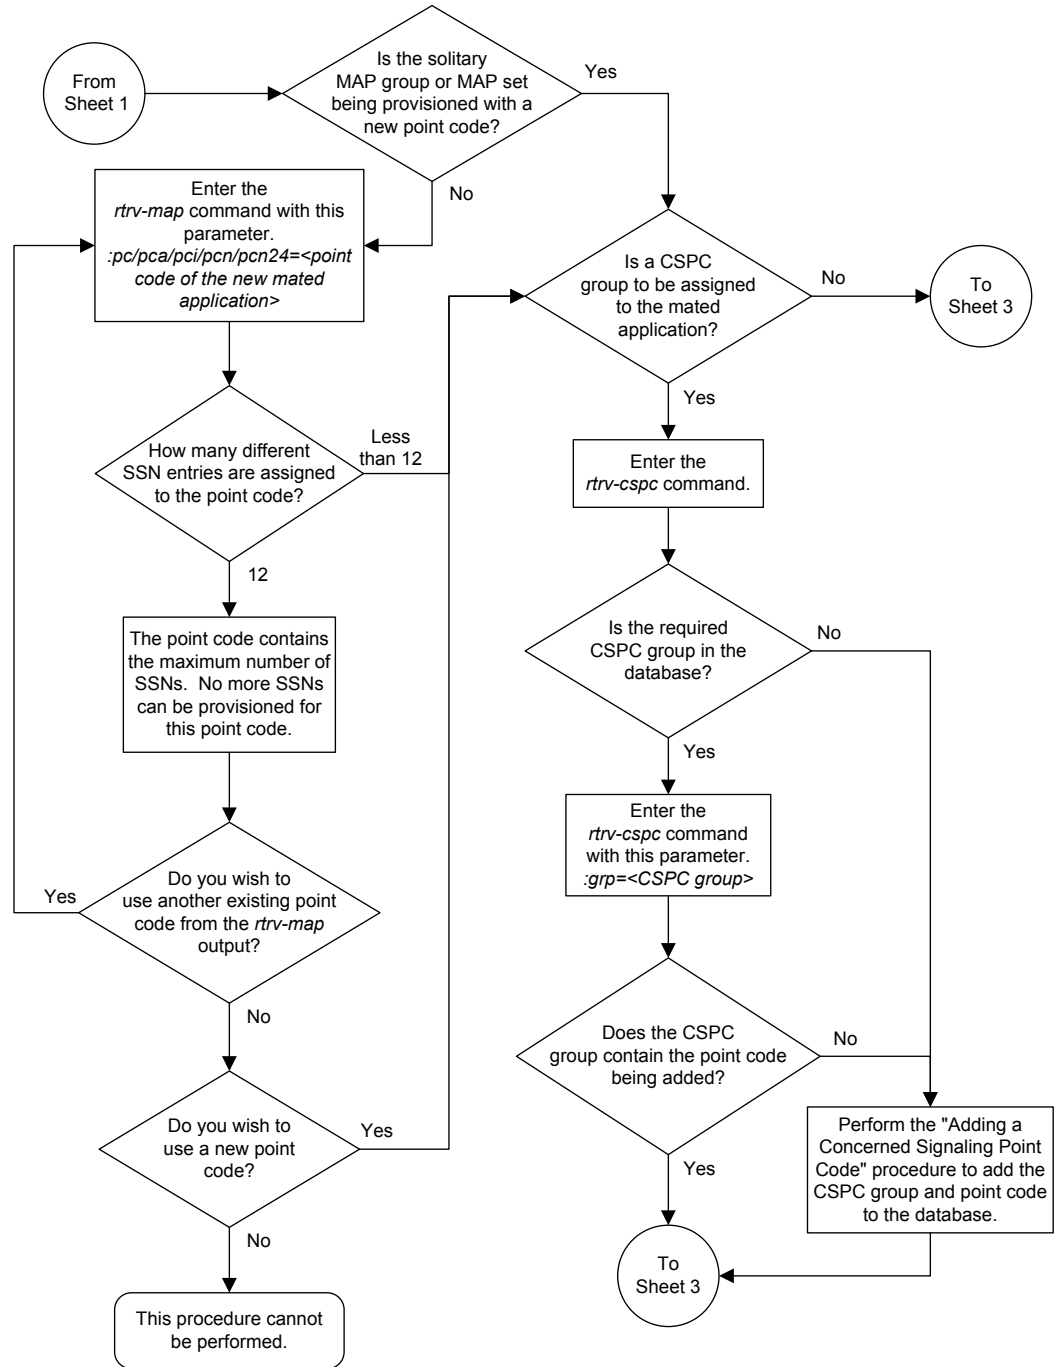 From
Sheet 1
Is the solitary
MAP group or MAP set
being provisioned with a
new point code?
Yes
No
Enter the
rtrv-map command with this
parameter.
:pc/pca/pci/pcn/pcn24=<point
code of the new mated
application>
Is a CSPC
group to be assigned
to the mated
application?
No
To
Sheet 3
Yes
How many different
SSN entries are assigned
to the point code?
Less
than 12
12
Enter the
rtrv-cspc command.
The point code contains
the maximum number of
SSNs. No more SSNs
can be provisioned for
this point code.
Is the required
CSPC group in the
database?
No
Yes
Enter the
rtrv-cspc command
with this parameter.
:grp=<CSPC group>
Do you wish to
use another existing point
code from the rtrv-map
output?
Yes
No
Does the CSPC
group contain the point code
being added?
No
Yes
Do you wish to
use a new point
code?
Yes
No
Perform the "Adding a
Concerned Signaling Point
Code" procedure to add the
CSPC group and point code
to the database.
To
Sheet 3
This procedure cannot
be performed.